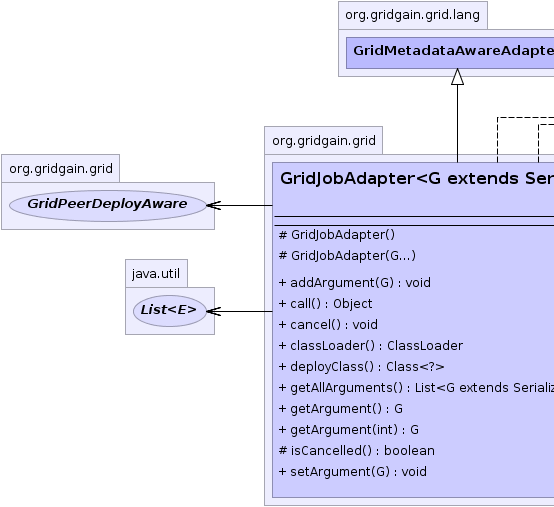 org.gridgain.grid.lang
GridMetadataAwareAdapte
org.gridgain.grid
GridJobAdapter<G extends Ser
org.gridgain.grid
GridPeerDeployAware
java.util
List<E>
# GridJobAdapter()
# GridJobAdapter(G...)
+ addArgument(G) : void
+ call() : Object
+ cancel() : void
+ classLoader() : ClassLoader
+ deployClass() : Class<?>
+ getAllArguments() : List<G extends Serializ
+ getArgument() : G
+ getArgument(int) : G
# isCancelled() : boolean
+ setArgument(G) : void